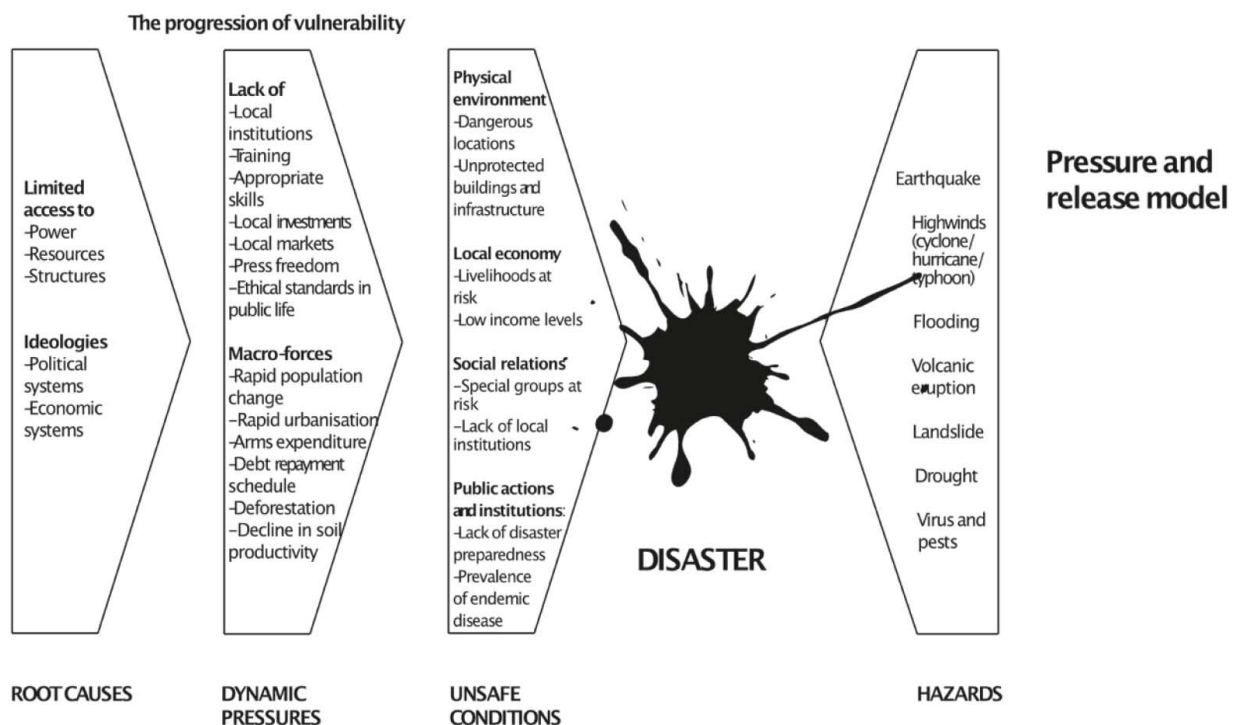 The progression of vulnerability
Limited
access to
-Power
-Resources
-Structures
Ideologies
-Political
systems
-Economic
systems
ROOT CAUSES
Lack of
-Local
institutions
-Training
-Appropriate
skills
-Local investments
-Local markets
-Press freedom
-Ethical standards in
public life
Macro-forces
-Rapid population
change
-Rapid urbanisation
-Arms expenditure
-Debt repayment
schedule
-Deforestation
-Decline in soil
productivity
DYNAMIC
PRESSURES
Physical
environment
-Dangerous
locations
-Unprotected
buildings and
infrastructure
Local economy
-Livelihoods at
risk
-Low income levels
Social relations
-Special groups at
risk
-Lack of local
institutions
Public actions
and institutions:
-Lack of disaster
preparedness
-Prevalence
of endemic
disease
UNSAFE
CONDITIONS
DISASTER
Earthquake
Highwinds
(cyclone/
hurricane/
typhoon)
Flooding
Volcanic
eruption
Landslide
Drought
Virus and
pests
HAZARDS
Pressure and
release model